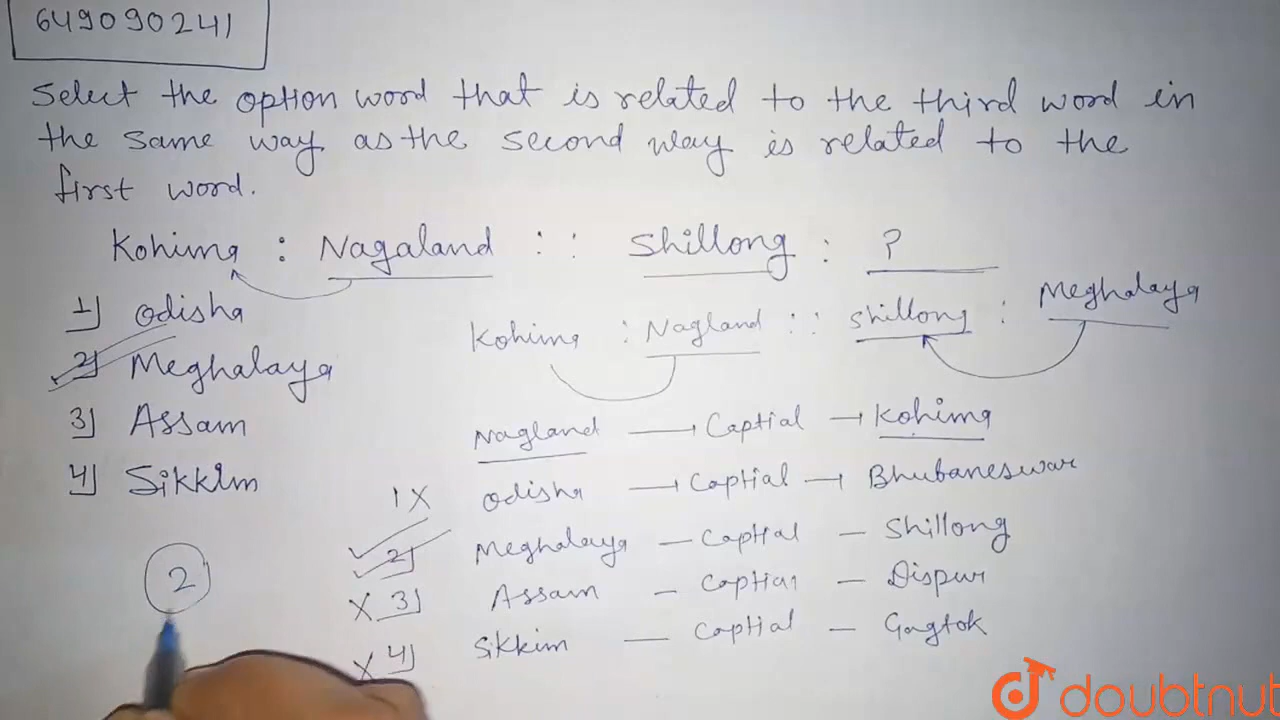 649090241
Select the option word that is related to the third word in
the same way as the second way is related to the
first word.
Kohima : Nagaland : : Shillong : ?
1) Odisha
2) Meghalaya
3) Assam
4) Sikkim
Kohima : Nagland : : Shillong : Meghalaya
Nagland → Captial → Kohima
1 X Odisha → Captial → Bhubaneswar
2) Meghalaya — Captial — Shillong
X 3) Assam — Captial — Dispur
X 4) Sikkim — Captial — Gagtok
2
doubtnut